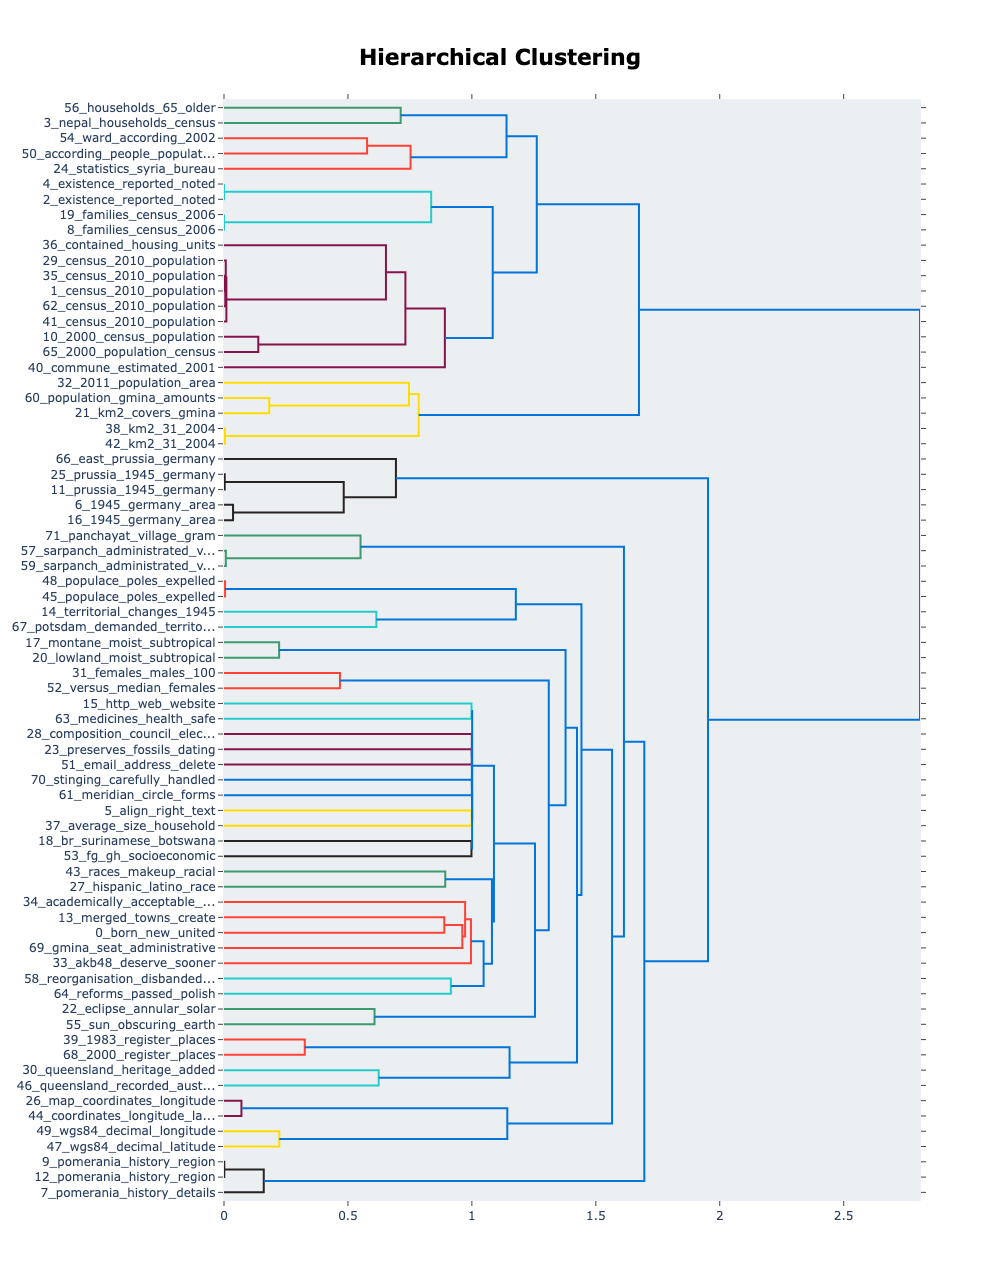 Hierarchical Clustering
56_households_65_older
3_nepal_households_census
54_ward_according_2002
50_according_people_populat...
24_statistics_syria_bureau
4_existence_reported_noted
2_existence_reported_noted
19_families_census_2006
8_families_census_2006
36_contained_housing_units
29_census_2010_population
35_census_2010_population
1_census_2010_population
62_census_2010_population
41_census_2010_population
10_2000_census_population
65_2000_population_census
40_commune_estimated_2001
32_2011_population_area
60_population_gmina_amounts
21_km2_covers_gmina
38_km2_31_2004
42_km2_31_2004
66_east_prussia_germany
25_prussia_1945_germany
11_prussia_1945_germany
6_1945_germany_area
16_1945_germany_area
71_panchayat_village_gram
57_sarpanch_administrated_v...
59_sarpanch_administrated_v...
48_populace_poles_expelled
45_populace_poles_expelled
14_territorial_changes_1945
67_potsdam_demanded_territo...
17_montane_moist_subtropical
20_lowland_moist_subtropical
31_females_males_100
52_versus_median_females
15_http_web_website
63_medicines_health_safe
28_composition_council_elec...
23_preserves_fossils_dating
51_email_address_delete
70_stinging_carefully_handled
61_meridian_circle_forms
5_align_right_text
37_average_size_household
18_br_surinamese_botswana
53_fg_gh_socioeconomic
43_races_makeup_racial
27_hispanic_latino_race
34_academically_acceptable_...
13_merged_towns_create
0_born_new_united
69_gmina_seat_administrative
33_akb48_deserve_sooner
58_reorganisation_disbanded...
64_reforms_passed_polish
22_eclipse_annular_solar
55_sun_obscuring_earth
39_1983_register_places
68_2000_register_places
30_queensland_heritage_added
46_queensland_recorded_aust...
26_map_coordinates_longitude
44_coordinates_longitude_la...
49_wgs84_decimal_longitude
47_wgs84_decimal_latitude
9_pomerania_history_region
12_pomerania_history_region
7_pomerania_history_details
0 0.5 1 1.5 2 2.5